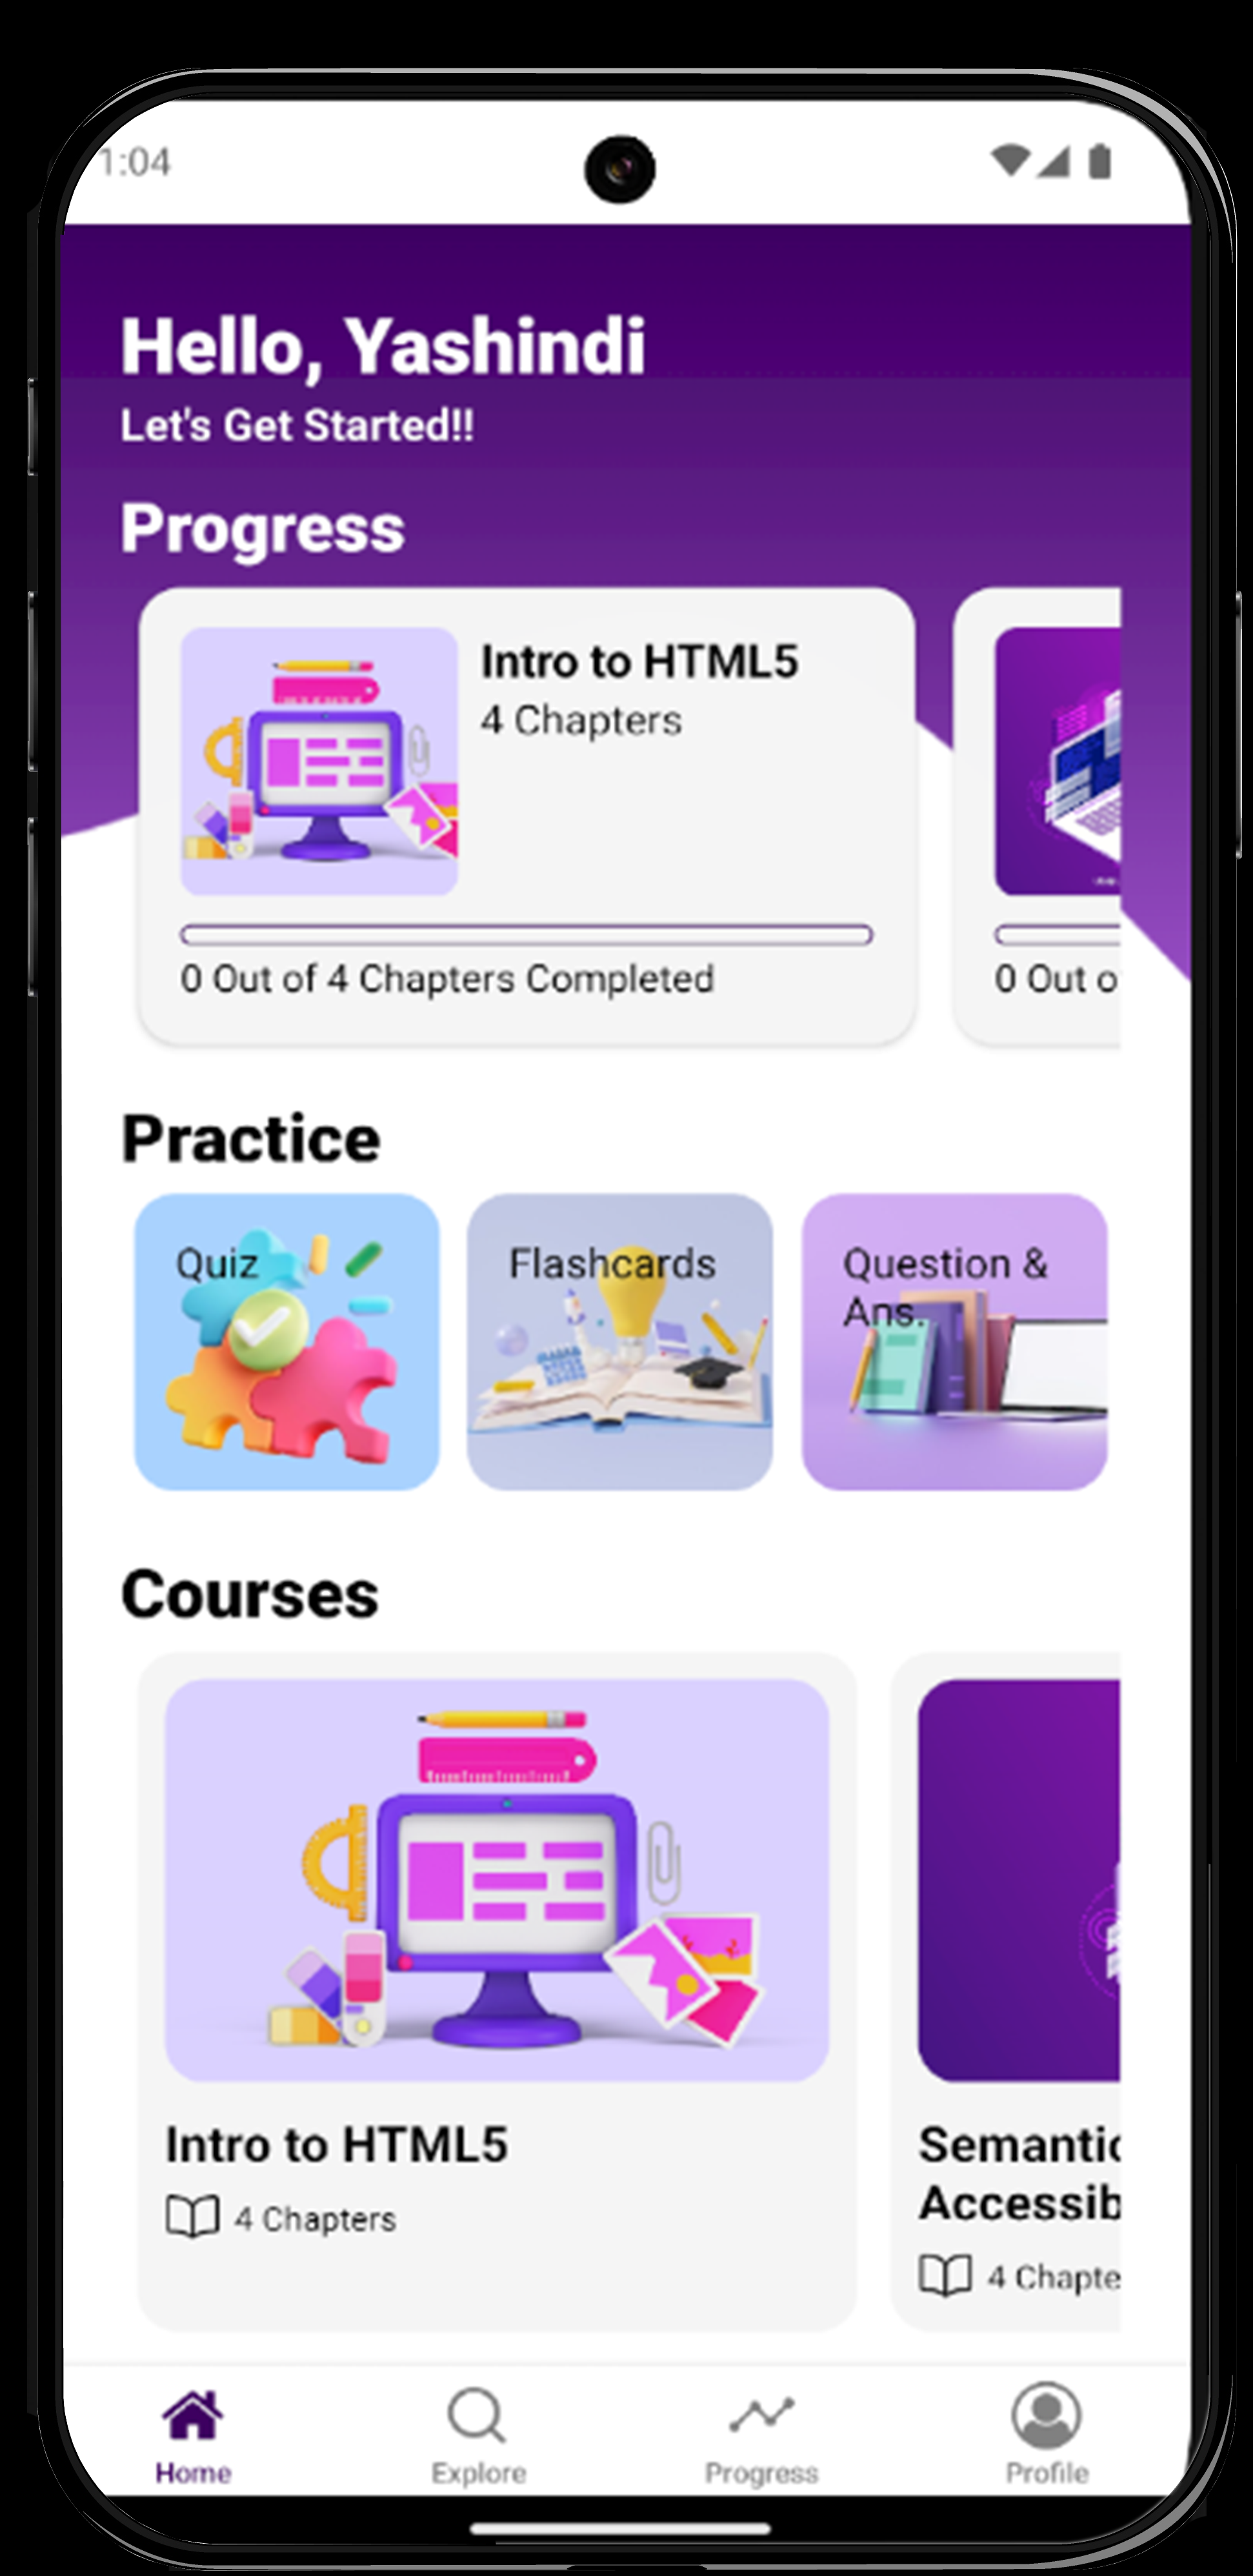 1:04
Hello, Yashindi
Let's Get Started!!
Progress
Intro to HTML5
4 Chapters
0 Out of 4 Chapters Completed
0 Out o
Practice
Quiz
Flashcards
Question &
Ans.
Courses
Intro to HTML5
4 Chapters
Semantic
Accessib
4 Chapte
Home
Explore
Progress
Profile